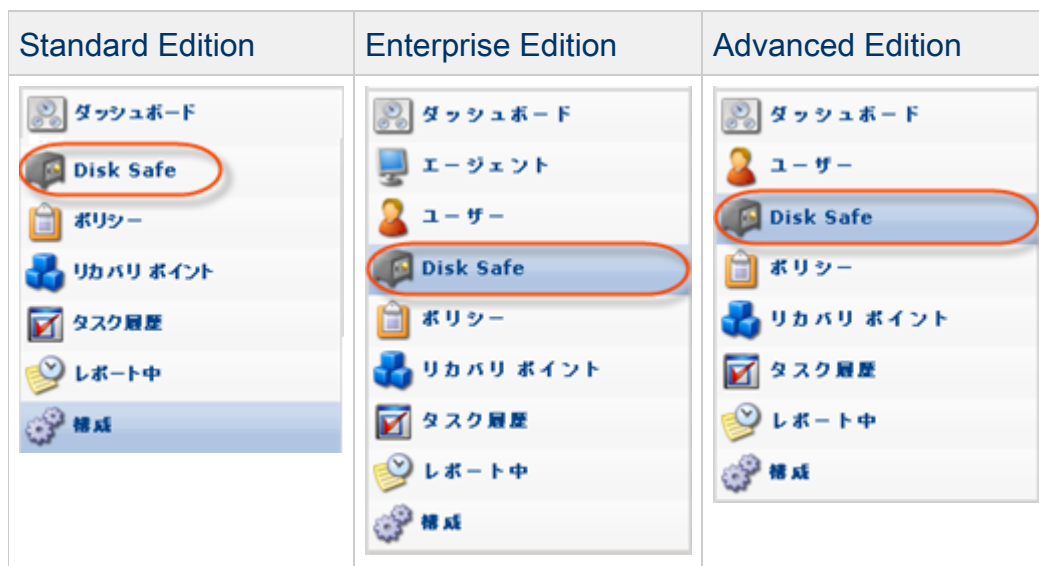 Standard Edition
Enterprise Edition
Advanced Edition
ダッシュボード
Disk Safe
ポリシー
リカバリ ポイント
タスク履歴
レポート中
構成
ダッシュボード
エージェント
ユーザー
Disk Safe
ポリシー
リカバリ ポイント
タスク履歴
レポート中
構成
ダッシュボード
ユーザー
Disk Safe
ポリシー
リカバリ ポイント
タスク履歴
レポート中
構成